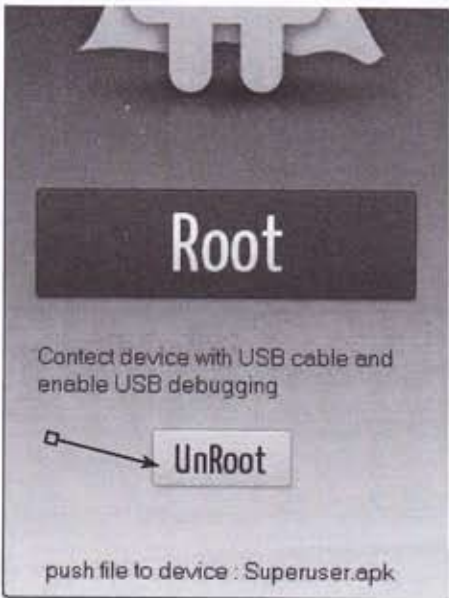 Root
Contect device with USB cable and
enable USB debugging
UnRoot
push file to device : Superuser.apk